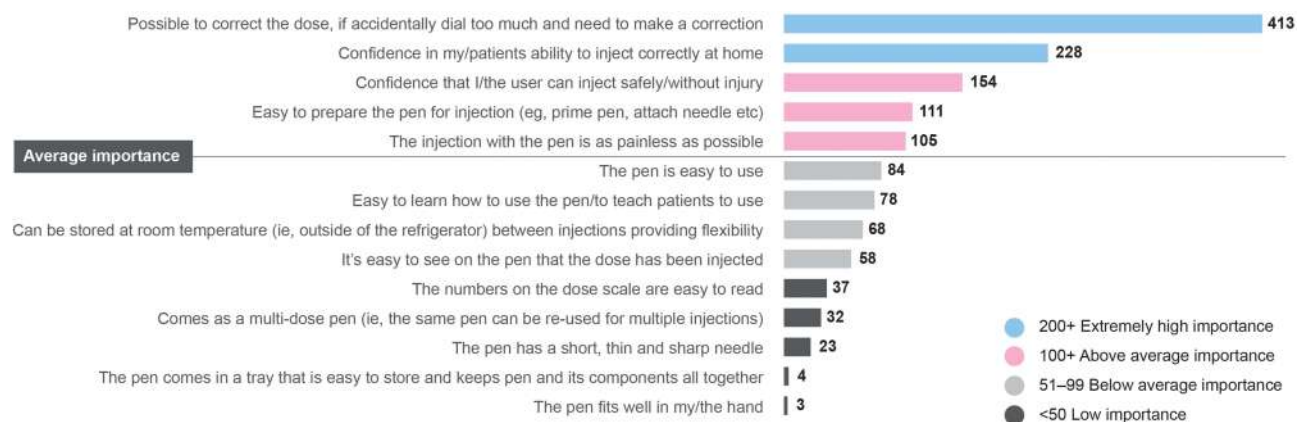 Possible to correct the dose, if accidentally dial too much and need to make a correction 413
Confidence in my/patients ability to inject correctly at home 228
Confidence that I/the user can inject safely/without injury 154
Easy to prepare the pen for injection (eg, prime pen, attach needle etc) 111
The injection with the pen is as painless as possible 105
Average importance
The pen is easy to use 84
Easy to learn how to use the pen/to teach patients to use 78
Can be stored at room temperature (ie, outside of the refrigerator) between injections providing flexibility 68
It's easy to see on the pen that the dose has been injected 58
The numbers on the dose scale are easy to read 37
Comes as a multi-dose pen (ie, the same pen can be re-used for multiple injections) 32
The pen has a short, thin and sharp needle 23
The pen comes in a tray that is easy to store and keeps pen and its components all together 4
The pen fits well in my/the hand 3
200+ Extremely high importance
100+ Above average importance
51–99 Below average importance
<50 Low importance